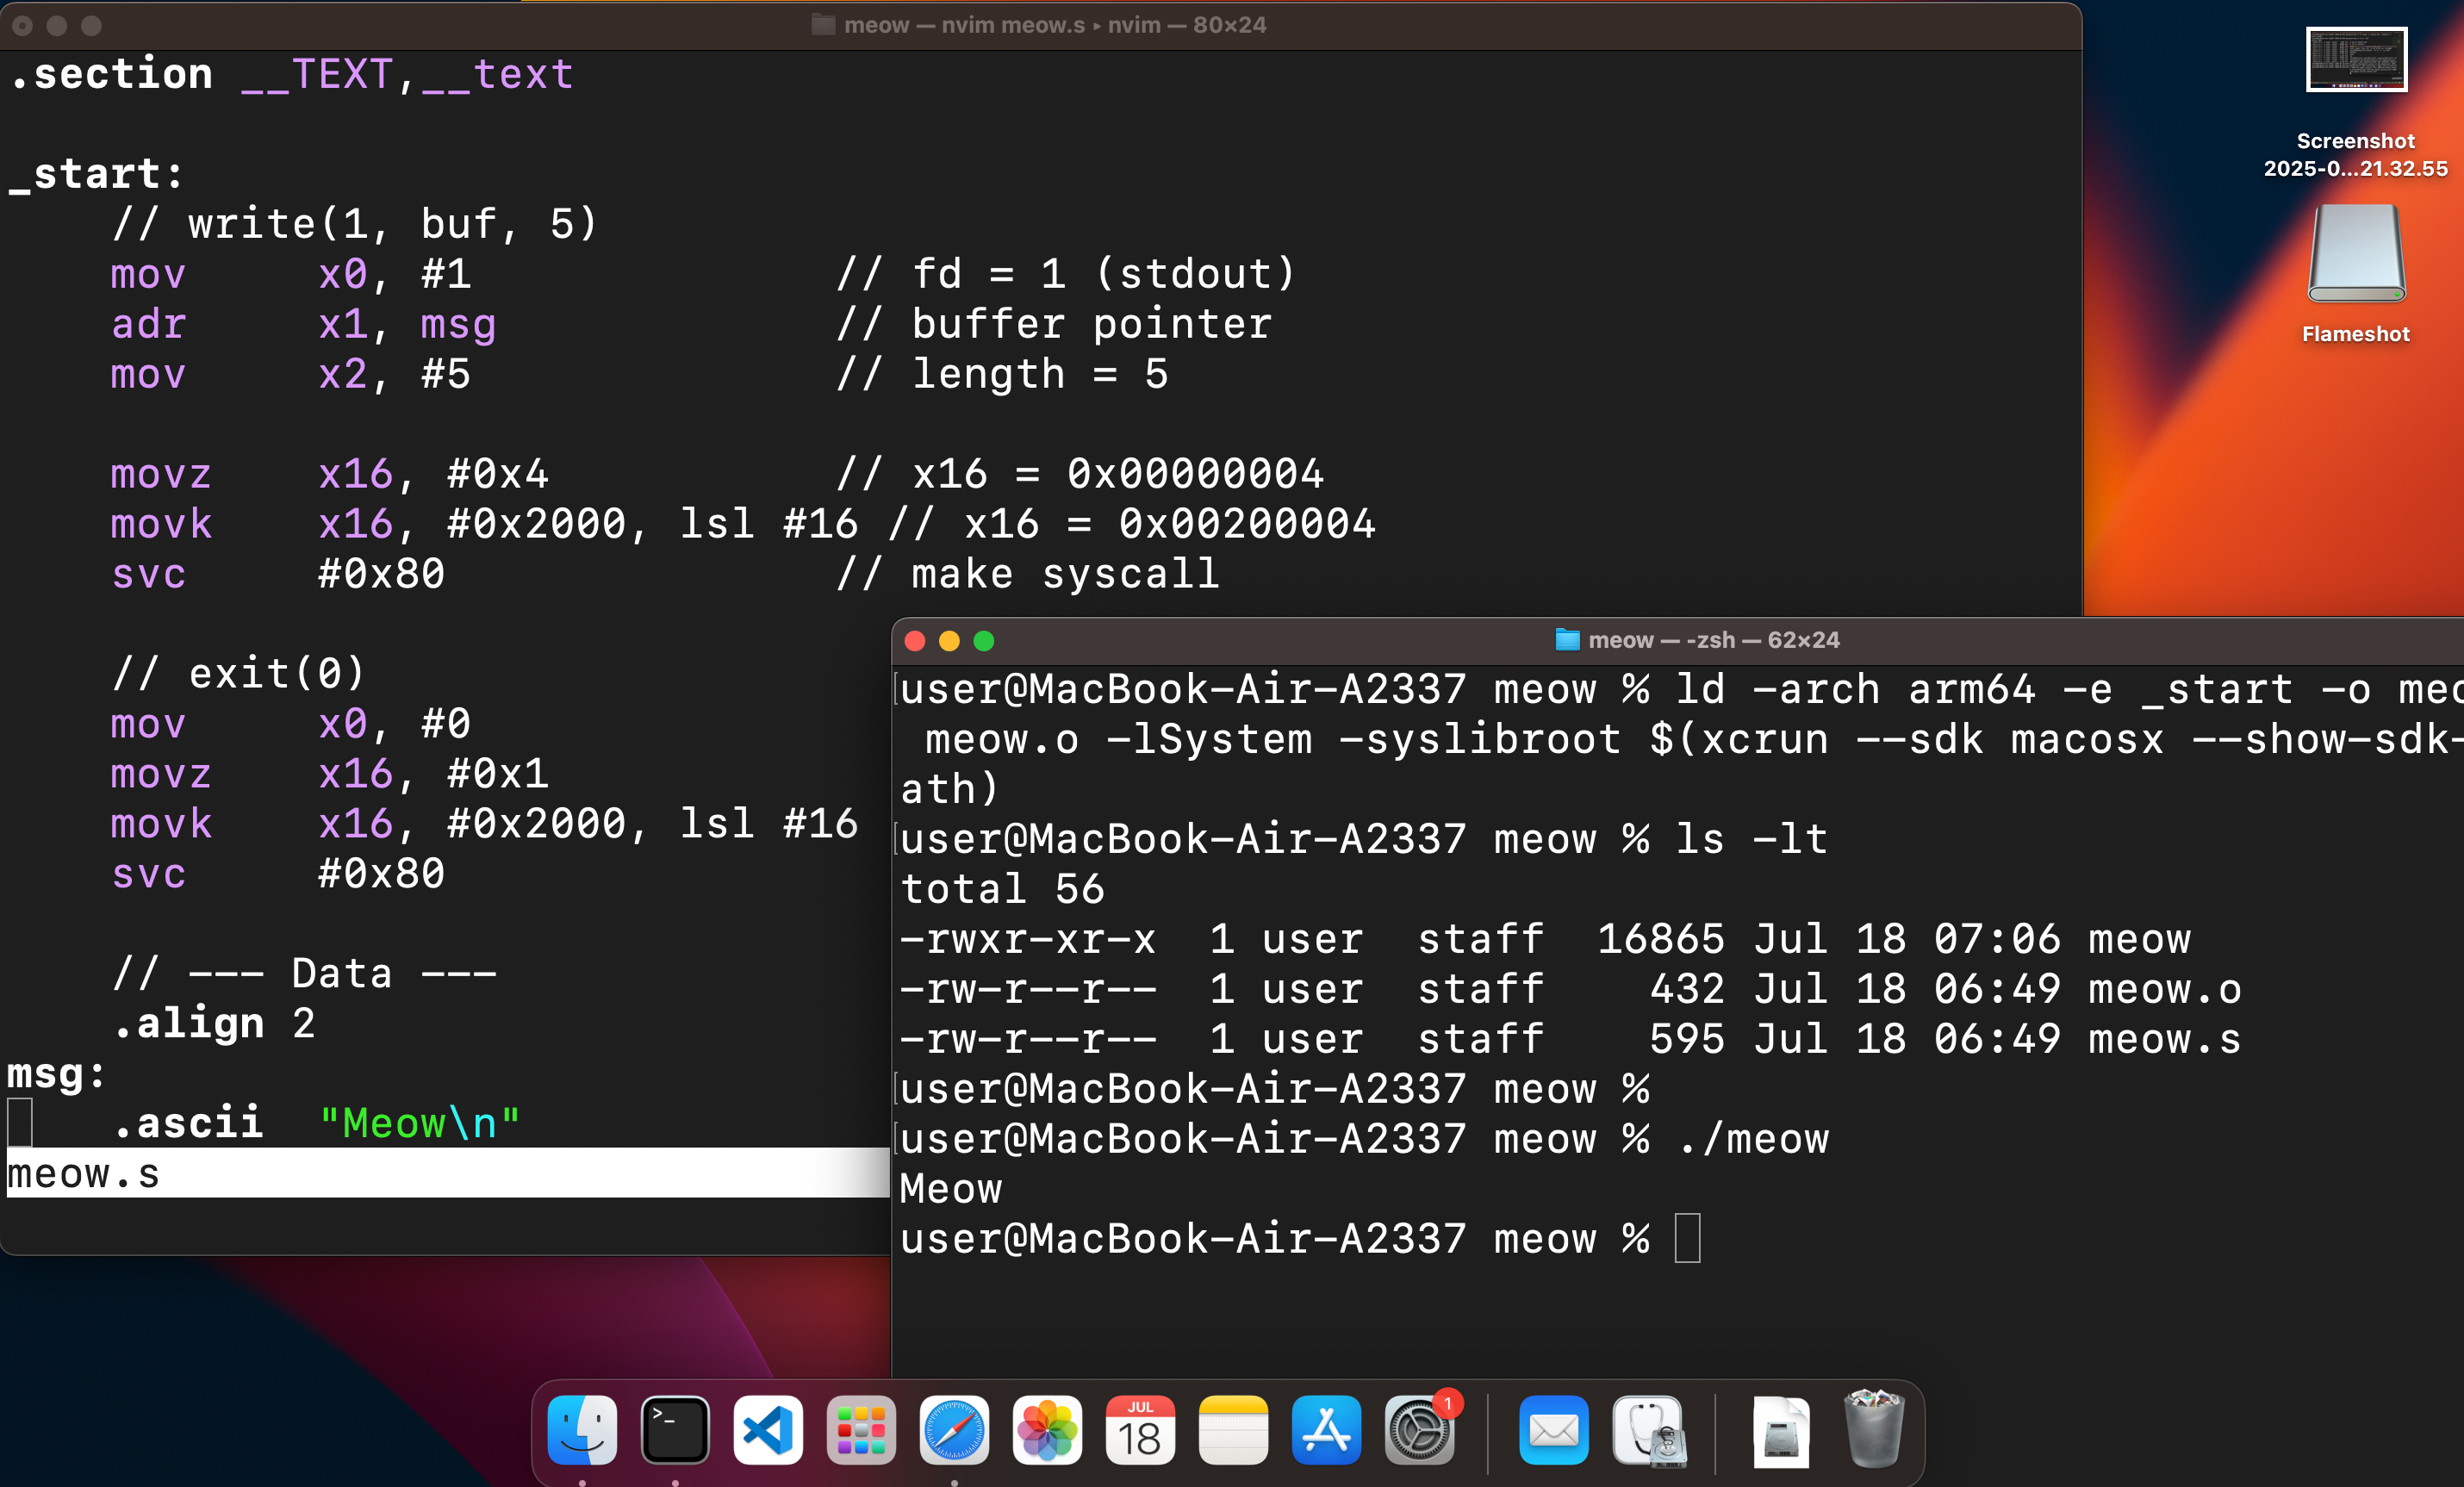 meow — nvim meow.s ▸ nvim — 80×24
.section __TEXT,__text
_start:
// write(1, buf, 5)
mov x0, #1 // fd = 1 (stdout)
adr x1, msg // buffer pointer
mov x2, #5 // length = 5
movz x16, #0x4 // x16 = 0x00000004
movk x16, #0x2000, lsl #16 // x16 = 0x00200004
svc #0x80 // make syscall
// exit(0)
mov x0, #0
movz x16, #0x1
movk x16, #0x2000, lsl #16
svc #0x80
// --- Data ---
.align 2
msg:
.ascii "Meow\n"
meow.s
meow — -zsh — 62×24
user@MacBook-Air-A2337 meow % ld -arch arm64 -e _start -o
meow.o -lSystem -syslibroot $(xcrun --sdk macosx --show-sdk-
ath)
user@MacBook-Air-A2337 meow % ls -lt
total 56
-rwxr-xr-x 1 user staff 16865 Jul 18 07:06 meow
-rw-r--r-- 1 user staff 432 Jul 18 06:49 meow.o
-rw-r--r-- 1 user staff 595 Jul 18 06:49 meow.s
user@MacBook-Air-A2337 meow %
user@MacBook-Air-A2337 meow % ./meow
Meow
user@MacBook-Air-A2337 meow %
Screenshot
2025-0...21.32.55
Flameshot
>_
JUL
18
1